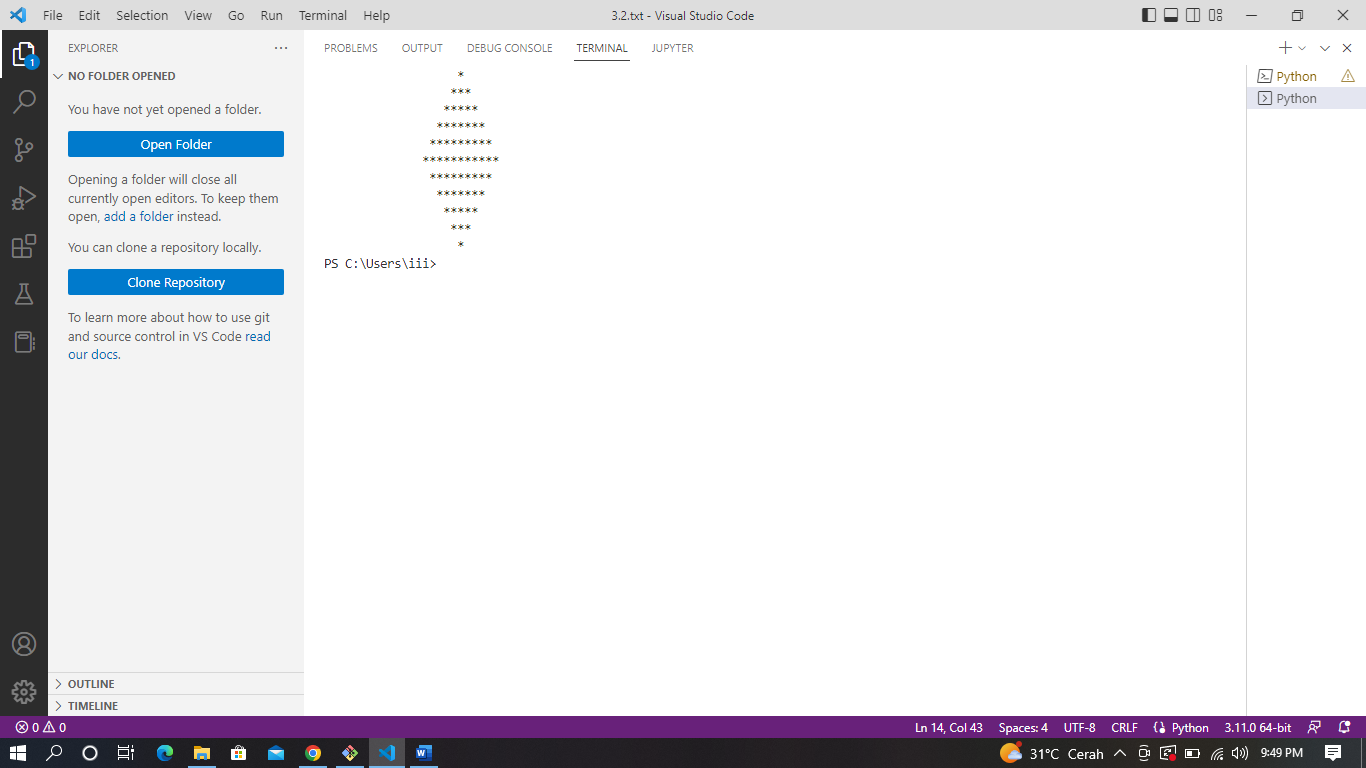 File Edit Selection View Go Run Terminal Help 3.2.txt - Visual Studio Code
EXPLORER
NO FOLDER OPENED
You have not yet opened a folder.
Open Folder
Opening a folder will close all
currently open editors. To keep them
open, add a folder instead.
You can clone a repository locally.
Clone Repository
To learn more about how to use git
and source control in VS Code read
our docs.
OUTLINE
TIMELINE
1
PROBLEMS OUTPUT DEBUG CONSOLE TERMINAL JUPYTER
*
***
*****
*******
*********
***********
*********
*******
*****
***
*
PS C:\Users\iii>
Python
Python
0 0 Ln 14, Col 43 Spaces: 4 UTF-8 CRLF Python 3.11.0 64-bit
31°C Cerah 9:49 PM